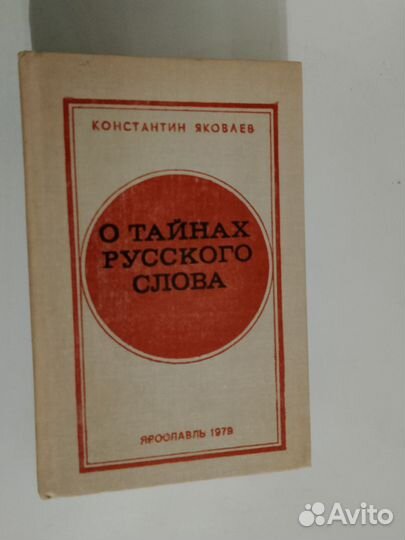 КОНСТАНТИН ЯКОВЛЕВ
О ТАЙНАХ
РУССКОГО
СЛОВА
ЯРОСЛАВЛЬ 1979
Avito